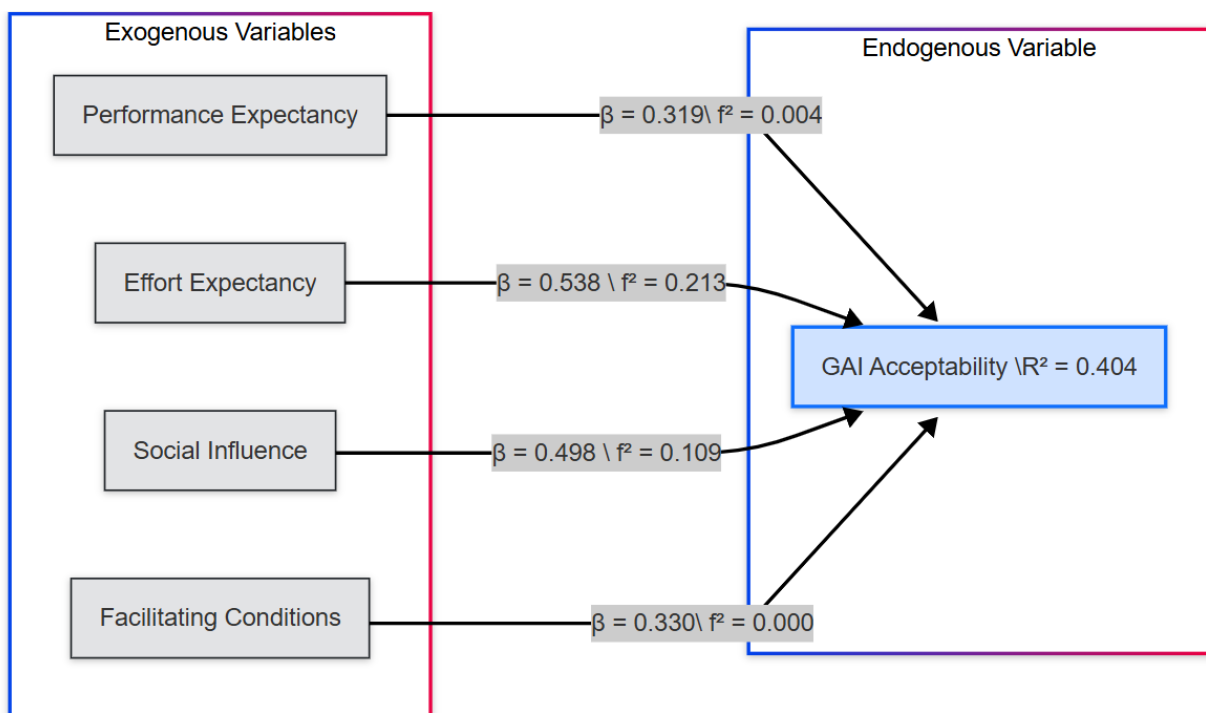 Exogenous Variables
Endogenous Variable
Performance Expectancy
β = 0.319\ f² = 0.004
Effort Expectancy
β = 0.538 \ f² = 0.213
GAI Acceptability \R² = 0.404
Social Influence
β = 0.498 \ f² = 0.109
Facilitating Conditions
β = 0.330\ f² = 0.000